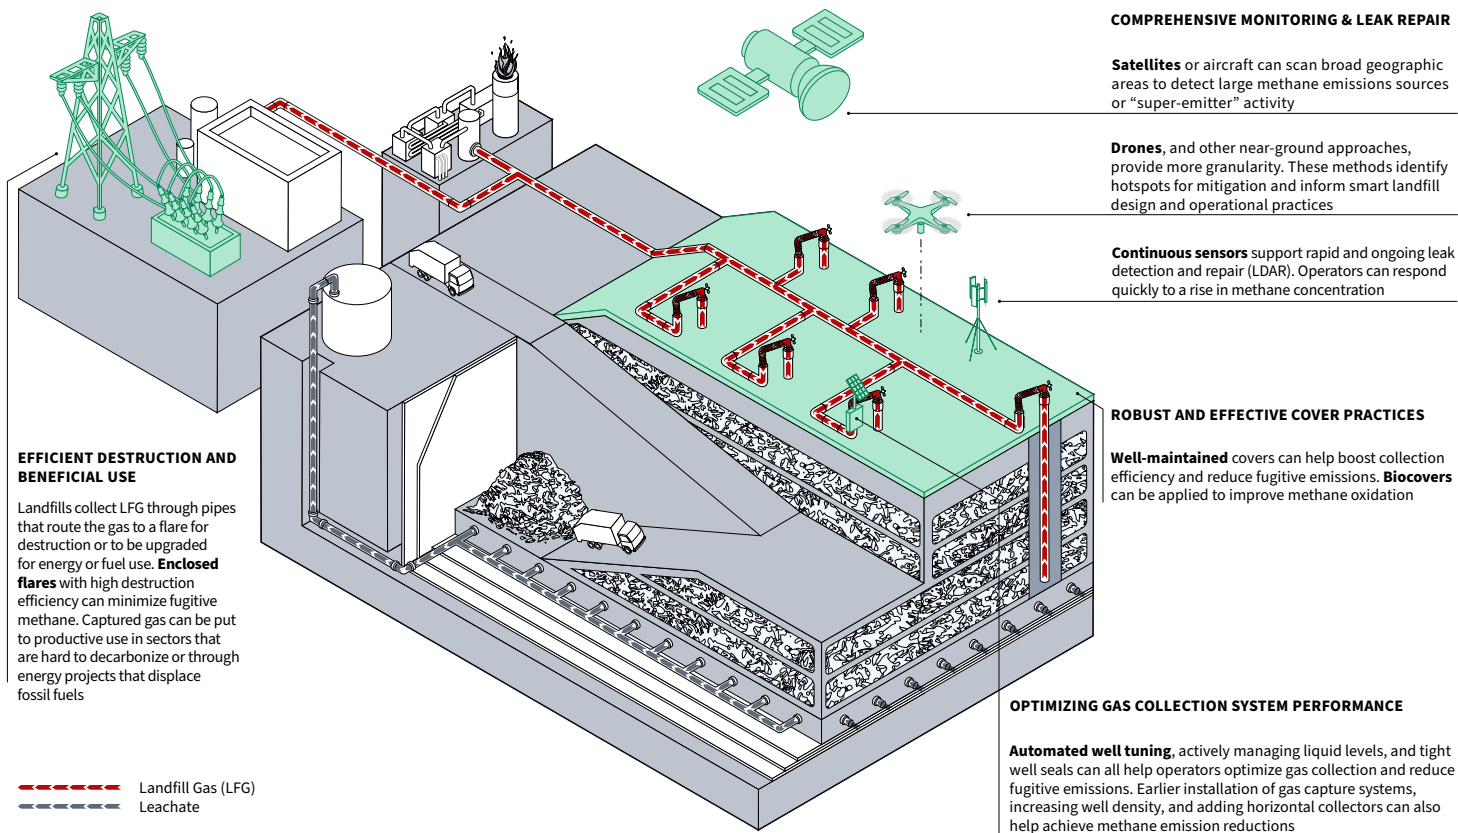 COMPREHENSIVE MONITORING & LEAK REPAIR
Satellites or aircraft can scan broad geographic
areas to detect large methane emissions sources
or “super-emitter” activity
Drones, and other near-ground approaches,
provide more granularity. These methods identify
hotspots for mitigation and inform smart landfill
design and operational practices
Continuous sensors support rapid and ongoing leak
detection and repair (LDAR). Operators can respond
quickly to a rise in methane concentration
ROBUST AND EFFECTIVE COVER PRACTICES
Well-maintained covers can help boost collection
efficiency and reduce fugitive emissions. Biocovers
can be applied to improve methane oxidation
EFFICIENT DESTRUCTION AND
BENEFICIAL USE
Landfills collect LFG through pipes
that route the gas to a flare for
destruction or to be upgraded
for energy or fuel use. Enclosed
flares with high destruction
efficiency can minimize fugitive
methane. Captured gas can be put
to productive use in sectors that
are hard to decarbonize or through
energy projects that displace
fossil fuels
OPTIMIZING GAS COLLECTION SYSTEM PERFORMANCE
Automated well tuning, actively managing liquid levels, and tight
well seals can all help operators optimize gas collection and reduce
fugitive emissions. Earlier installation of gas capture systems,
increasing well density, and adding horizontal collectors can also
help achieve methane emission reductions
Landfill Gas (LFG)
Leachate